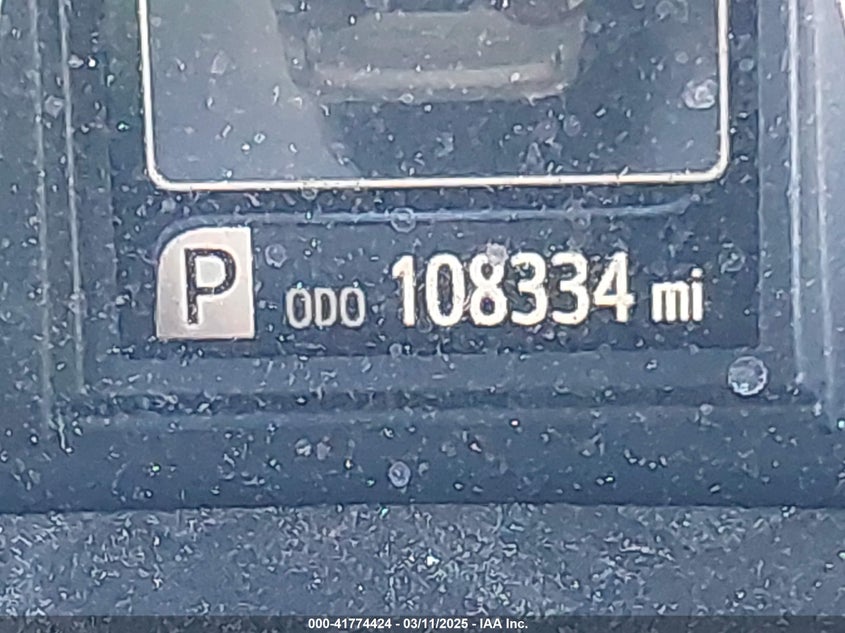 P ODO 108334 mi
000-41774424 - 03/11/2025 - IAA Inc.